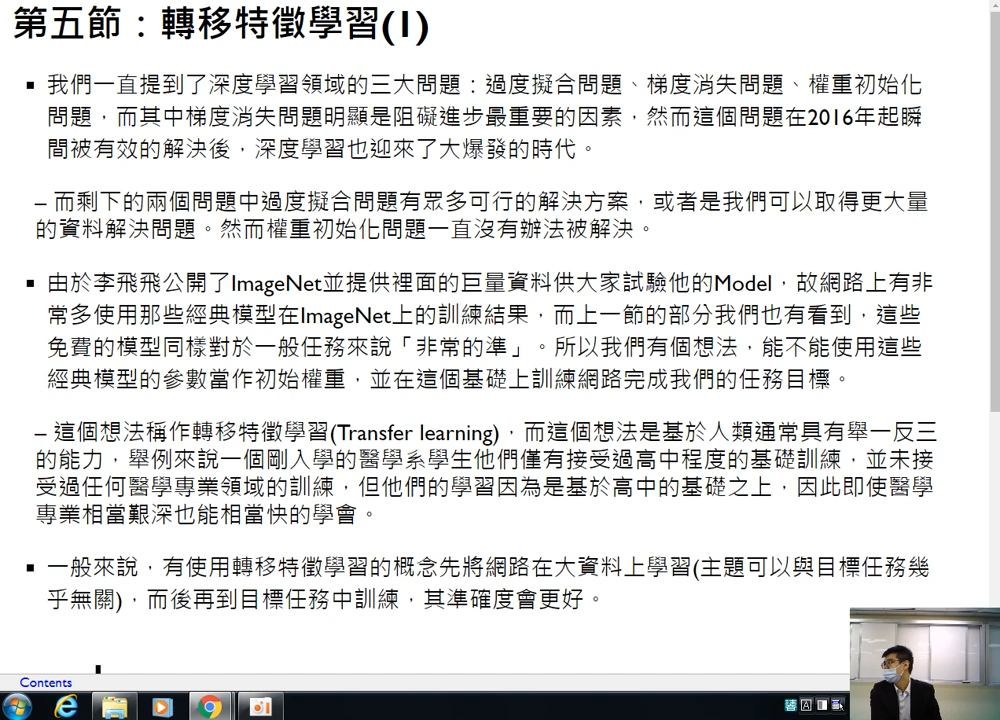 第五節：轉移特徵學習(1)
我們一直提到了深度學習領域的三大問題：過度擬合問題、梯度消失問題、權重初始化
問題，而其中梯度消失問題明顯是阻礙進步最重要的因素，然而這個問題在2016年起瞬
間被有效的解決後，深度學習也迎來了大爆發的時代。
– 而剩下的兩個問題中過度擬合問題有眾多可行的解決方案，或者是我們可以取得更大量
的資料解決問題。然而權重初始化問題一直沒有辦法被解決。
由於李飛飛公開了ImageNet並提供裡面的巨量資料供大家試驗他的Model，故網路上有非
常多使用那些經典模型在ImageNet上的訓練結果，而上一節的部分我們也有看到，這些
免費的模型同樣對於一般任務來說「非常的準」。所以我們有個想法，能不能使用這些
經典模型的參數當作初始權重，並在這個基礎上訓練網路完成我們的任務目標。
– 這個想法稱作轉移特徵學習(Transfer learning)，而這個想法是基於人類通常具有舉一反三
的能力，舉例來說一個剛入學的醫學系學生他們僅有接受過高中程度的基礎訓練，並未接
受過任何醫學專業領域的訓練，但他們的學習因為是基於高中的基礎之上，因此即使醫學
專業相當艱深也能相當快的學會。
一般來說，有使用轉移特徵學習的概念先將網路在大資料上學習(主題可以與目標任務幾
乎無關)，而後再到目標任務中訓練，其準確度會更好。
Contents